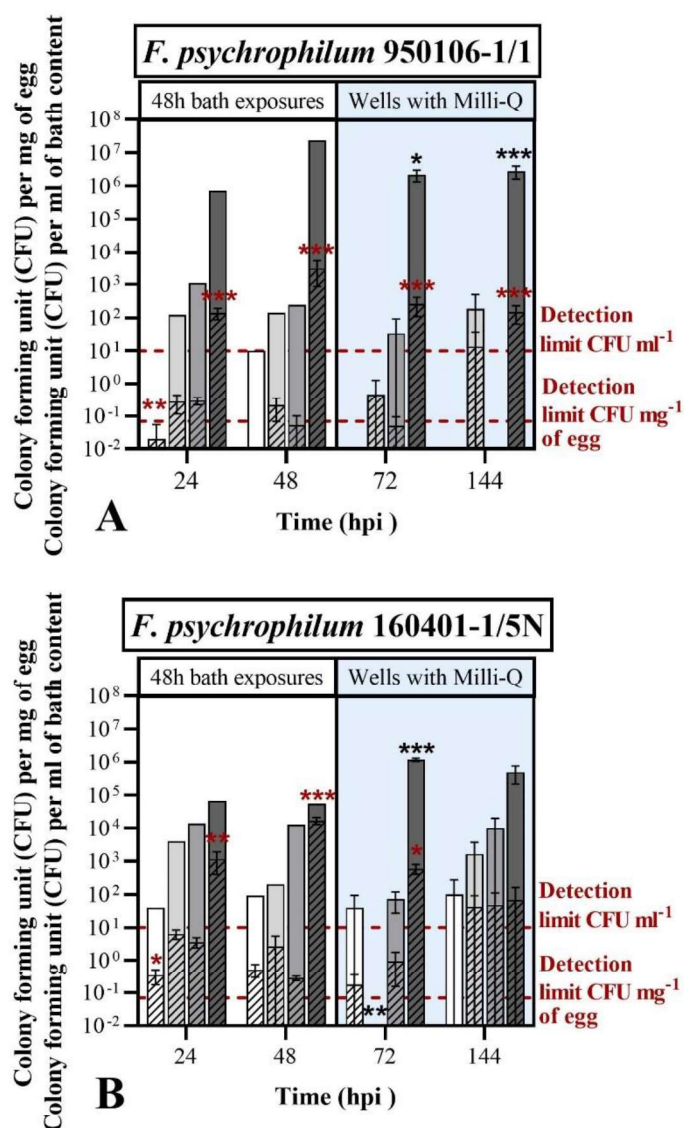 F. psychrophilum 950106-1/1
48h bath exposures
Wells with Milli-Q
Colony forming unit (CFU) per mg of egg
Colony forming unit (CFU) per ml of bath content
10⁸
10⁷
10⁶
10⁵
10⁴
10³
10²
10¹
10⁰
10⁻¹
10⁻²
**
***
***
*
***
***
***
Detection
limit CFU ml⁻¹
Detection
limit CFU mg⁻¹
of egg
24
48
72
144
A
Time (hpi )
F. psychrophilum 160401-1/5N
48h bath exposures
Wells with Milli-Q
Colony forming unit (CFU) per mg of egg
Colony forming unit (CFU) per ml of bath content
10⁸
10⁷
10⁶
10⁵
10⁴
10³
10²
10¹
10⁰
10⁻¹
10⁻²
*
**
***
**
***
*
Detection
limit CFU ml⁻¹
Detection
limit CFU mg⁻¹
of egg
24
48
72
144
B
Time (hpi )